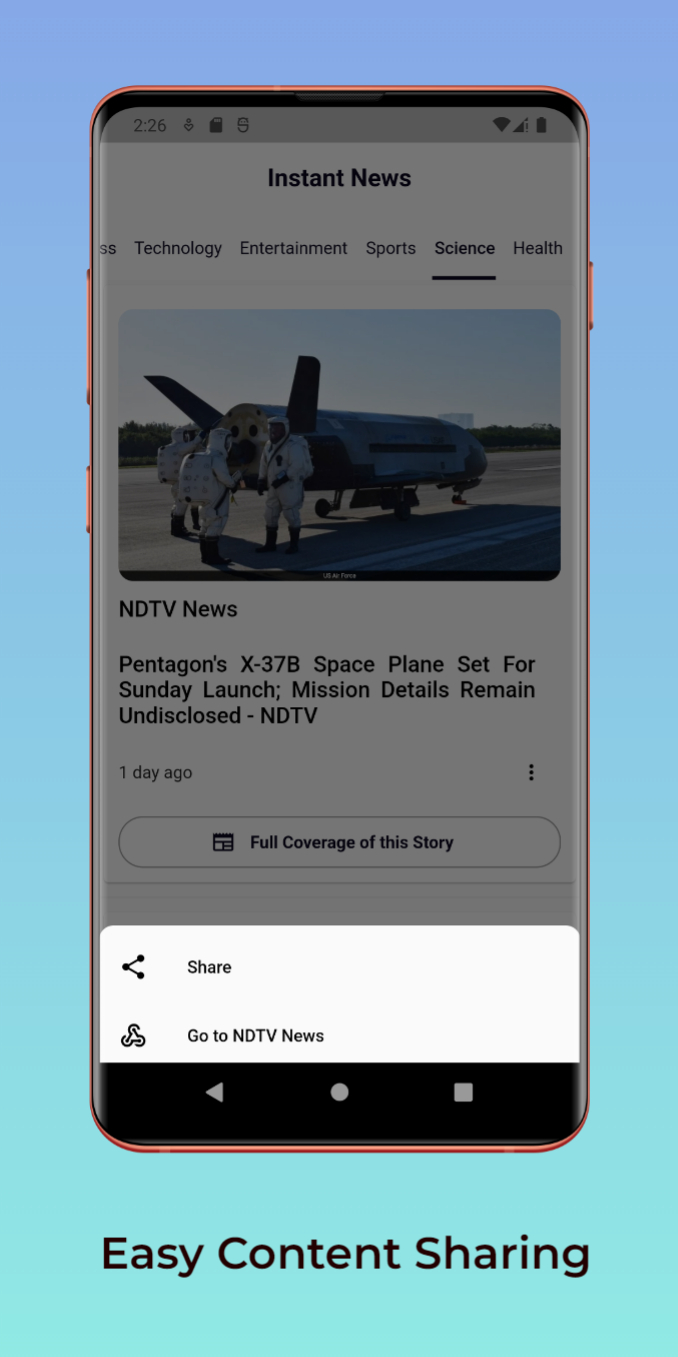 2:26
Instant News
ss Technology Entertainment Sports Science Health
US Air Force
NDTV News
Pentagon's X-37B Space Plane Set For
Sunday Launch; Mission Details Remain
Undisclosed - NDTV
1 day ago
Full Coverage of this Story
Share
Go to NDTV News
Easy Content Sharing